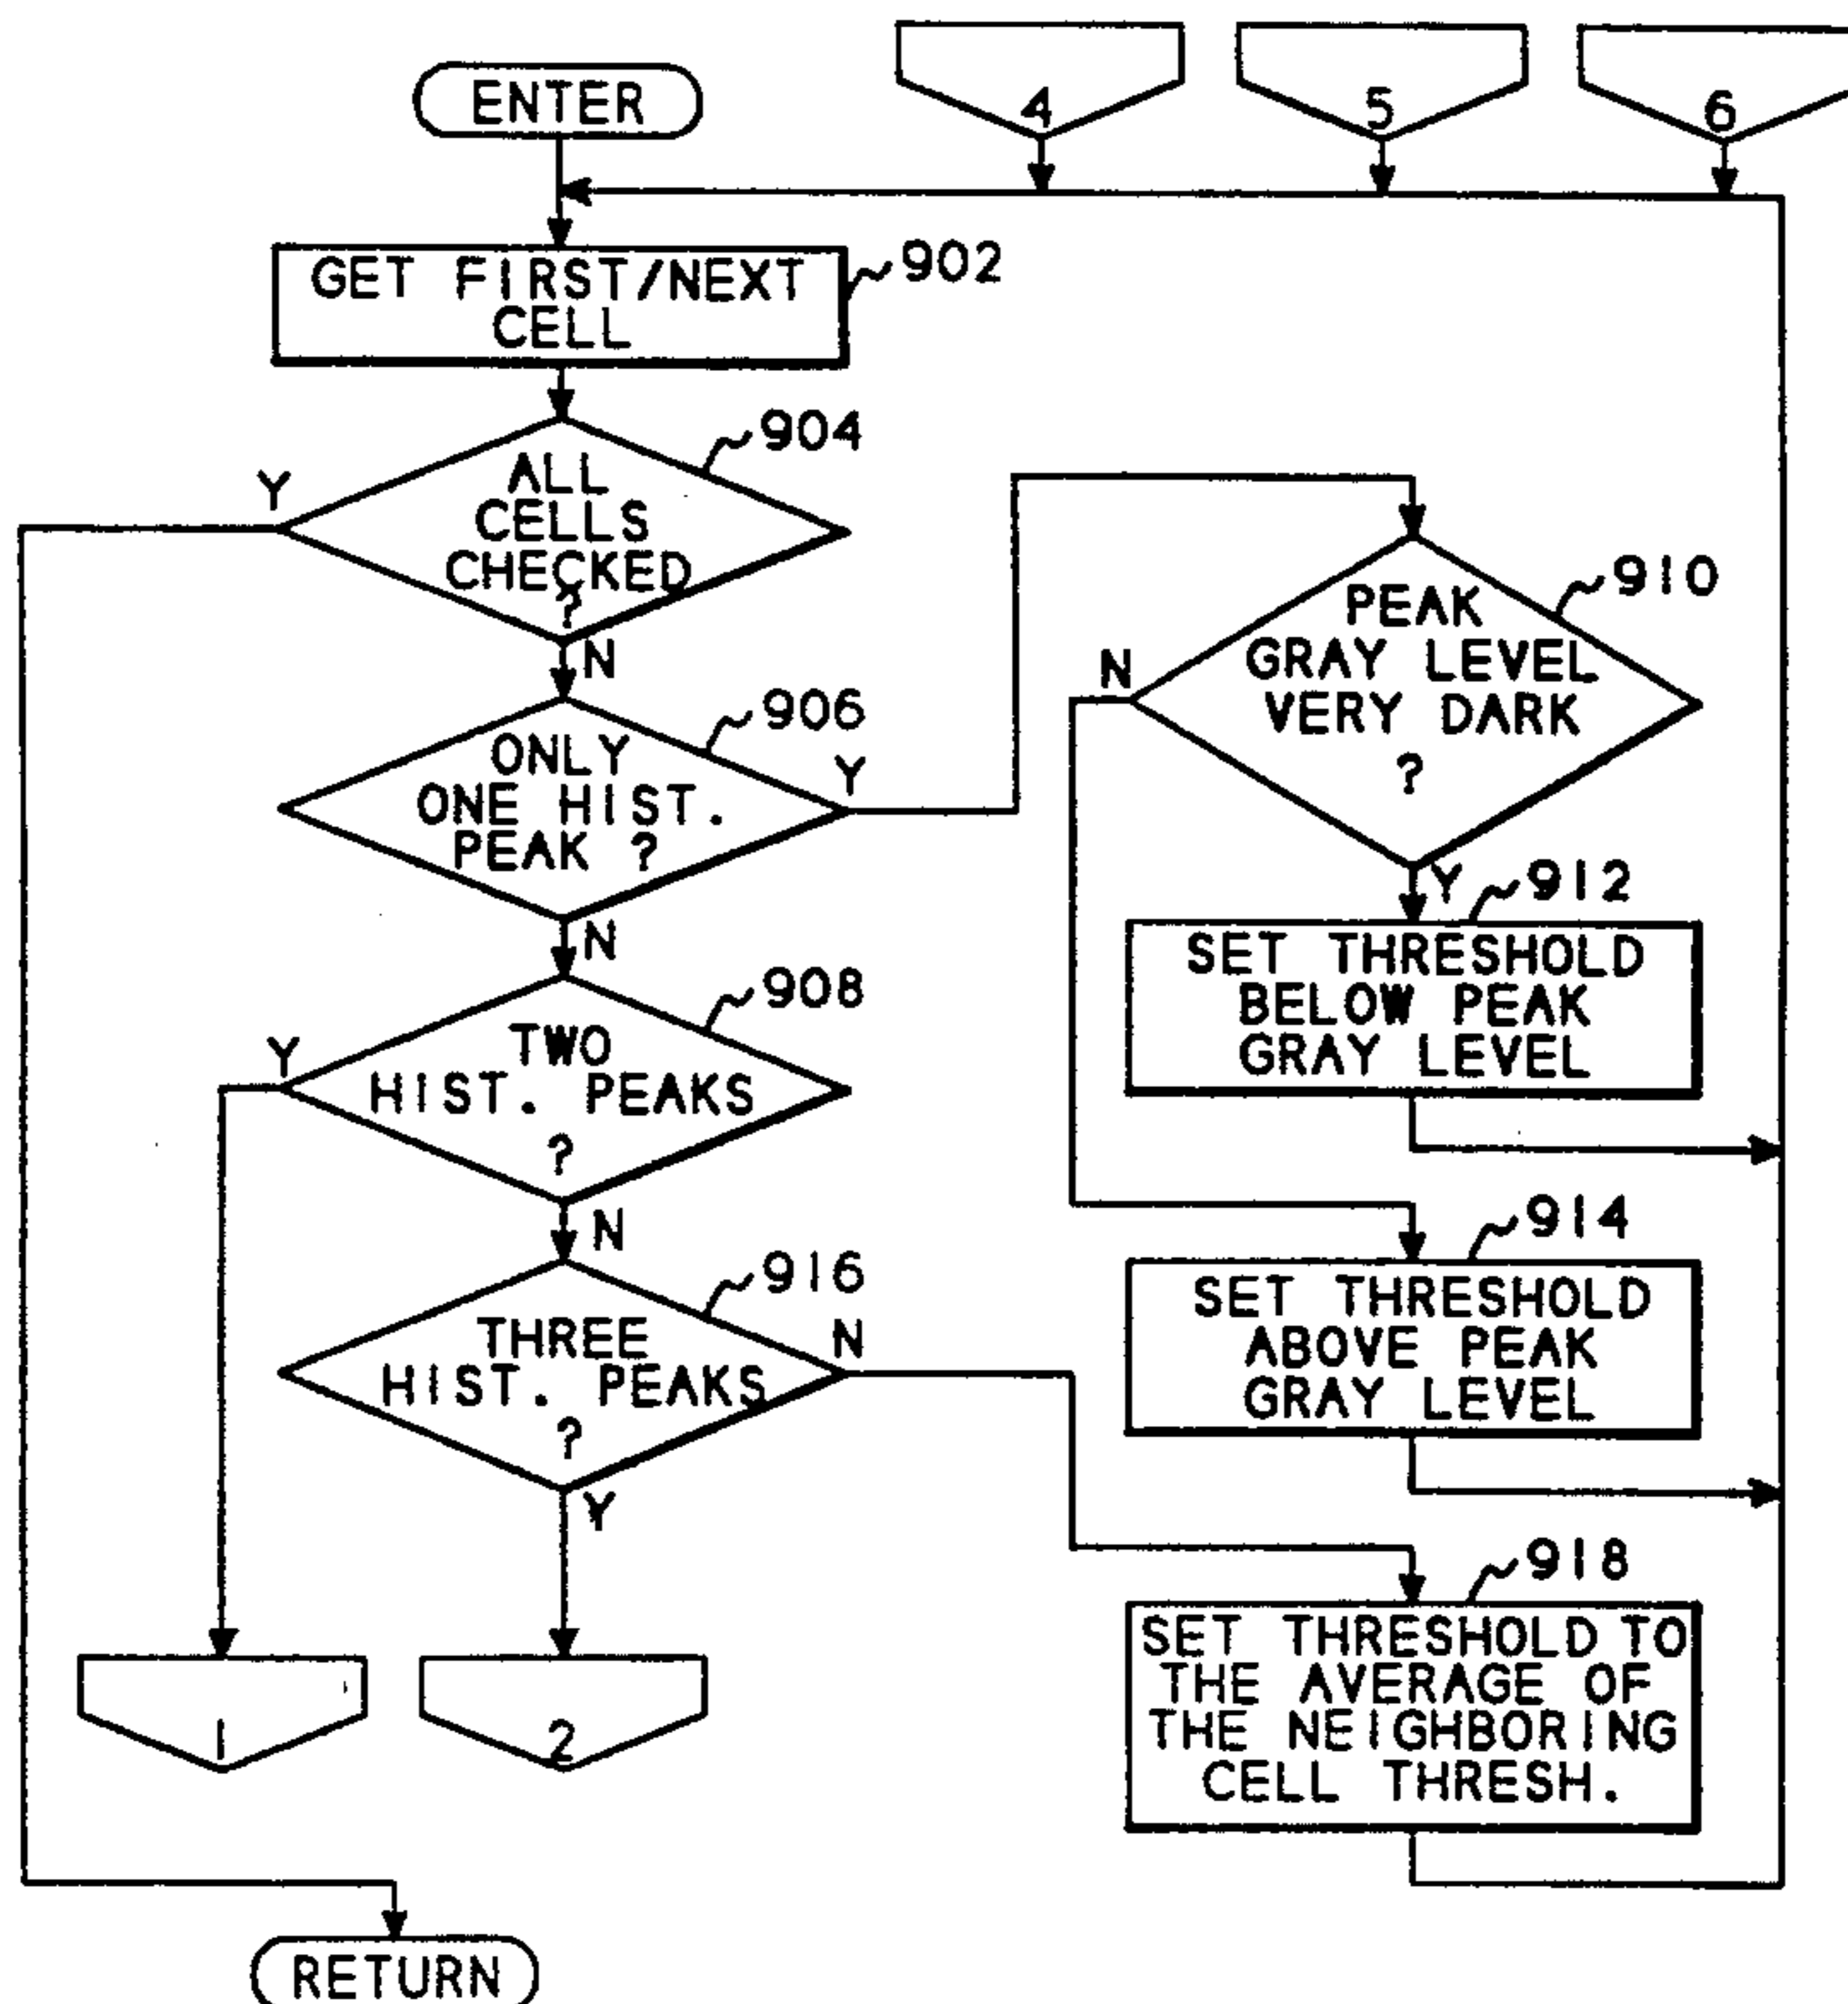 ENTER
4
5
6
GET FIRST/NEXT
CELL
902
904
ALL
CELLS
CHECKED
?
Y
N
906
ONLY
ONE HIST.
PEAK ?
Y
N
910
PEAK
GRAY LEVEL
VERY DARK
?
N
Y
912
SET THRESHOLD
BELOW PEAK
GRAY LEVEL
908
TWO
HIST. PEAKS
?
Y
N
914
SET THRESHOLD
ABOVE PEAK
GRAY LEVEL
916
THREE
HIST. PEAKS
?
N
Y
918
SET THRESHOLD TO
THE AVERAGE OF
THE NEIGHBORING
CELL THRESH.
1
2
RETURN